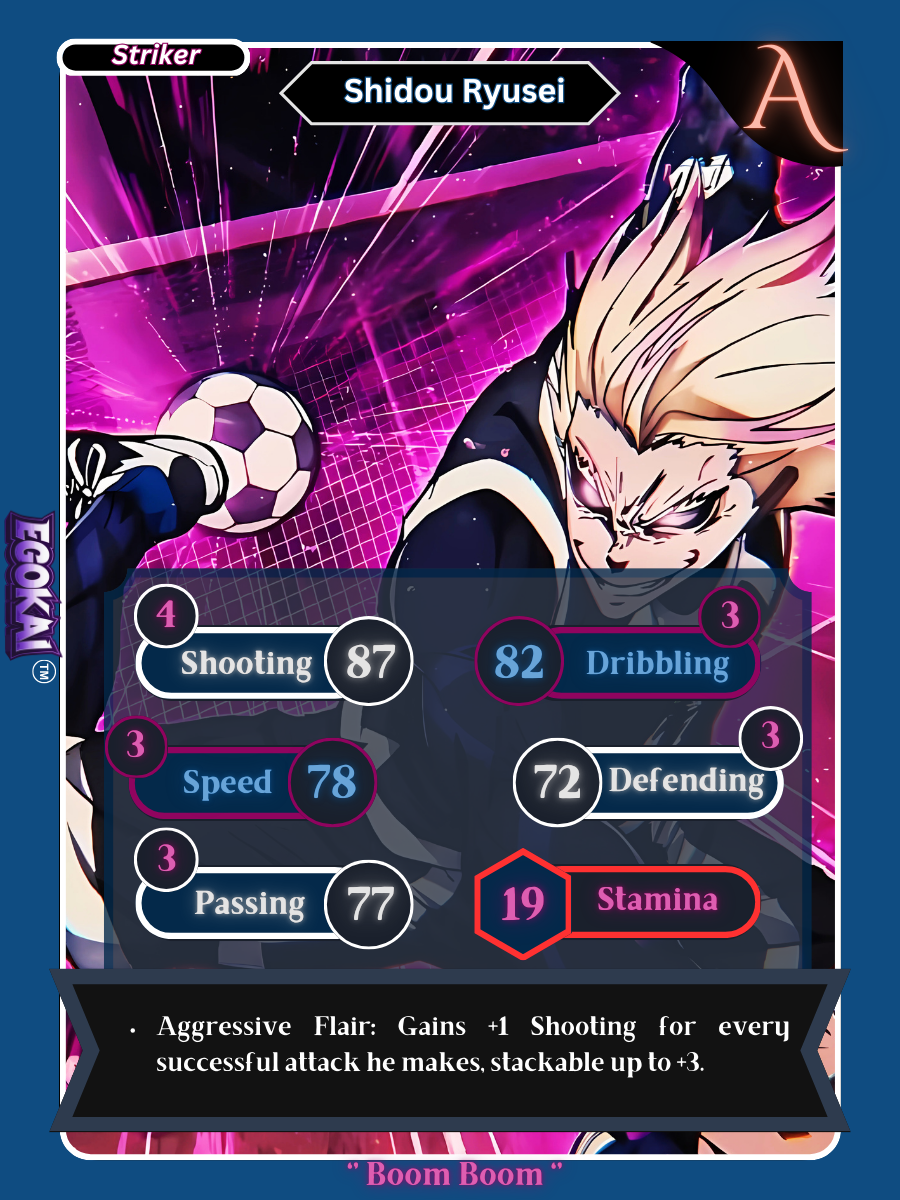 Striker
Shidou Ryusei
A
EGOKAI
TM
4
Shooting 87
3
82 Dribbling
3
Speed 78
3
72 Defending
3
Passing 77
19 Stamina
• Aggressive Flair: Gains +1 Shooting for every
successful attack he makes, stackable up to +3.
" Boom Boom "